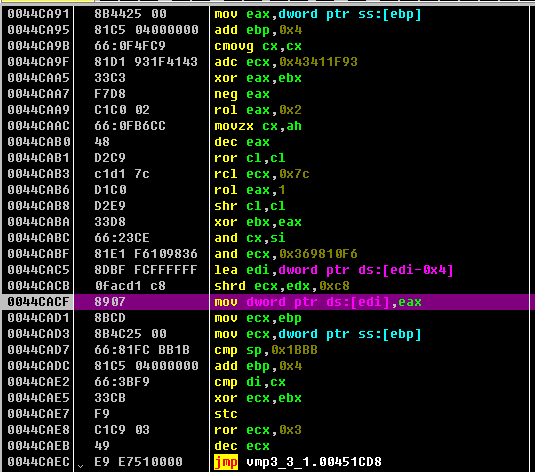 0044CA91 8B4425 00 mov eax,dword ptr ss:[ebp]
0044CA95 81C5 04000000 add ebp,0x4
0044CA9B 66:0F4FC9 cmovg cx,cx
0044CA9F 81D1 931F4143 adc ecx,0x43411F93
0044CAA5 33C3 xor eax,ebx
0044CAA7 F7D8 neg eax
0044CAA9 C1C0 02 rol eax,0x2
0044CAAC 66:0FB6CC movzx cx,ah
0044CAB0 48 dec eax
0044CAB1 D2C9 ror cl,cl
0044CAB3 c1d1 7c rcl ecx,0x7c
0044CAB6 D1C0 rol eax,1
0044CAB8 D2E9 shr cl,cl
0044CABA 33D8 xor ebx,eax
0044CABC 66:23CE and cx,si
0044CABF 81E1 F6109836 and ecx,0x369810F6
0044CAC5 8DBF FCFFFFFF lea edi,dword ptr ds:[edi-0x4]
0044CACB 0facd1 c8 shrd ecx,edx,0xc8
0044CACF 8907 mov dword ptr ds:[edi],eax
0044CAD1 8BCD mov ecx,ebp
0044CAD3 8B4C25 00 mov ecx,dword ptr ss:[ebp]
0044CAD7 66:81FC BB1B cmp sp,0x1BBB
0044CADC 81C5 04000000 add ebp,0x4
0044CAE2 66:3BF9 cmp di,cx
0044CAE5 33CB xor ecx,ebx
0044CAE7 F9 stc
0044CAE8 C1C9 03 ror ecx,0x3
0044CAEB 49 dec ecx
0044CAEC E9 E7510000 jmp vmp3_3_1.00451CD8